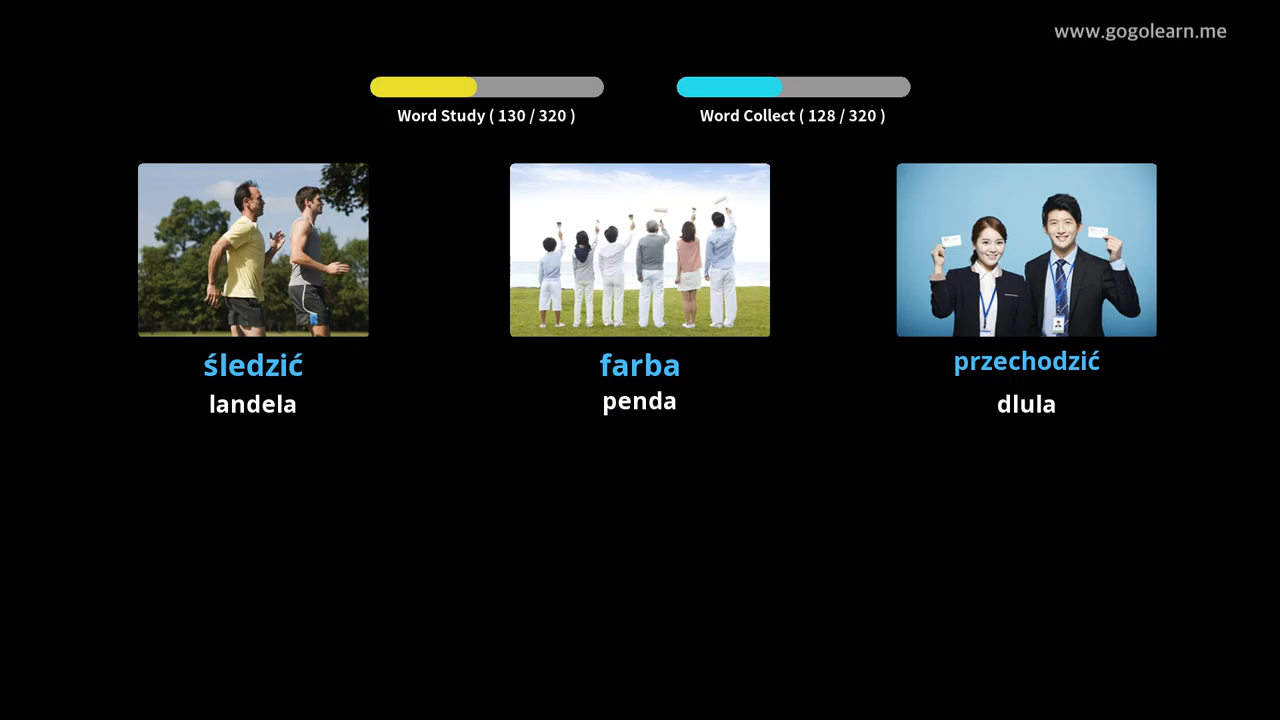 www.gogolearn.me
Word Study ( 130 / 320 )
Word Collect ( 128 / 320 )
śledzić
farba
przechodzić
landela
penda
dlula